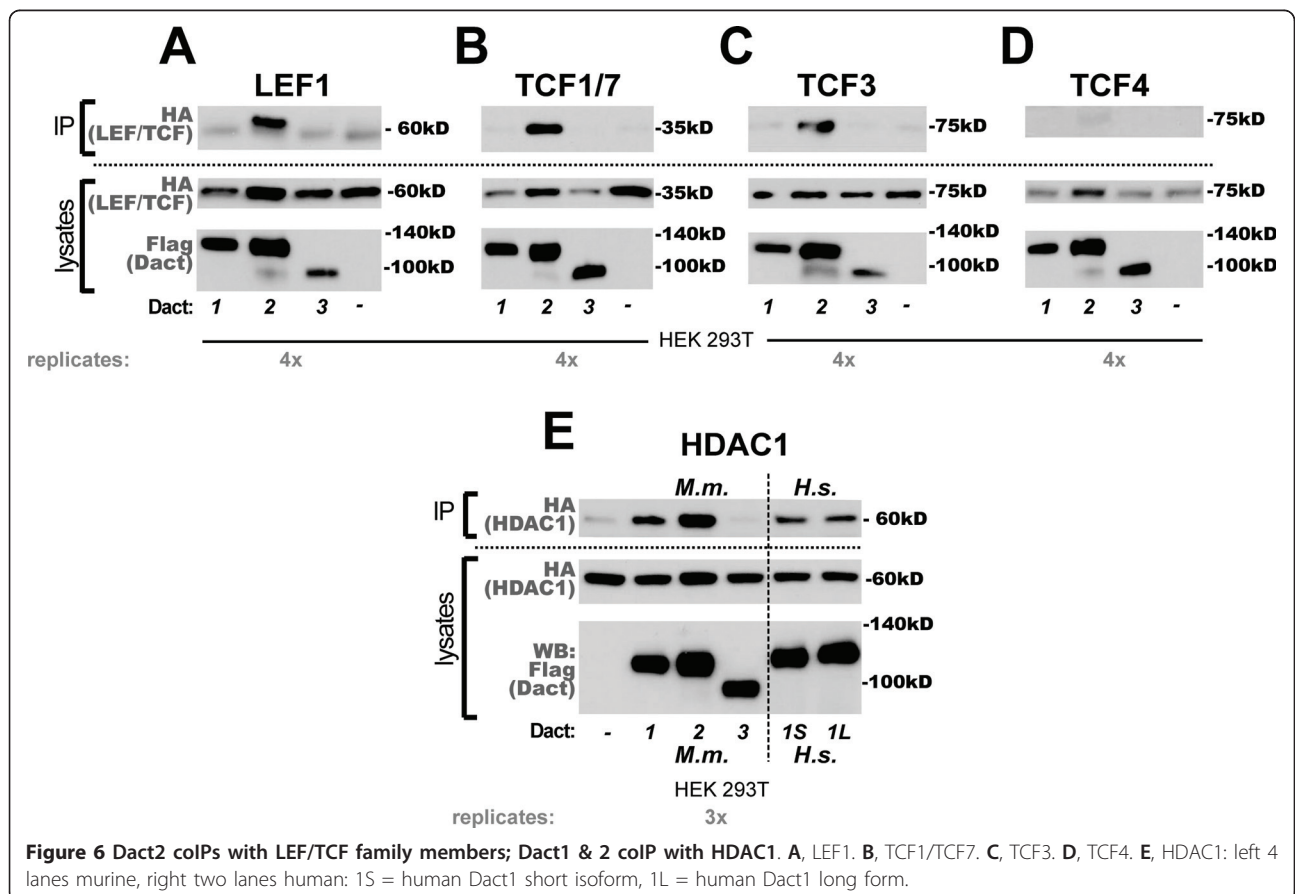 A B C D
LEF1 TCF1/7 TCF3 TCF4
IP HA (LEF/TCF) - 60kD -35kD -75kD -75kD
lysates HA (LEF/TCF) -60kD -35kD -75kD -75kD
Flag (Dact) -140kD -140kD -140kD -140kD
-100kD -100kD -100kD -100kD
Dact: 1 2 3 - 1 2 3 - 1 2 3 - 1 2 3 -
HEK 293T
replicates: 4x 4x 4x 4x
E HDAC1
M.m. H.s.
IP HA (HDAC1) - 60kD
lysates HA (HDAC1) -60kD
WB: Flag (Dact) -140kD
-100kD
Dact: - 1 2 3 1S 1L
M.m. H.s.
HEK 293T
replicates: 3x
Figure 6 Dact2 coIPs with LEF/TCF family members; Dact1 & 2 coIP with HDAC1. A, LEF1. B, TCF1/TCF7. C, TCF3. D, TCF4. E, HDAC1: left 4
lanes murine, right two lanes human: 1S = human Dact1 short isoform, 1L = human Dact1 long form.